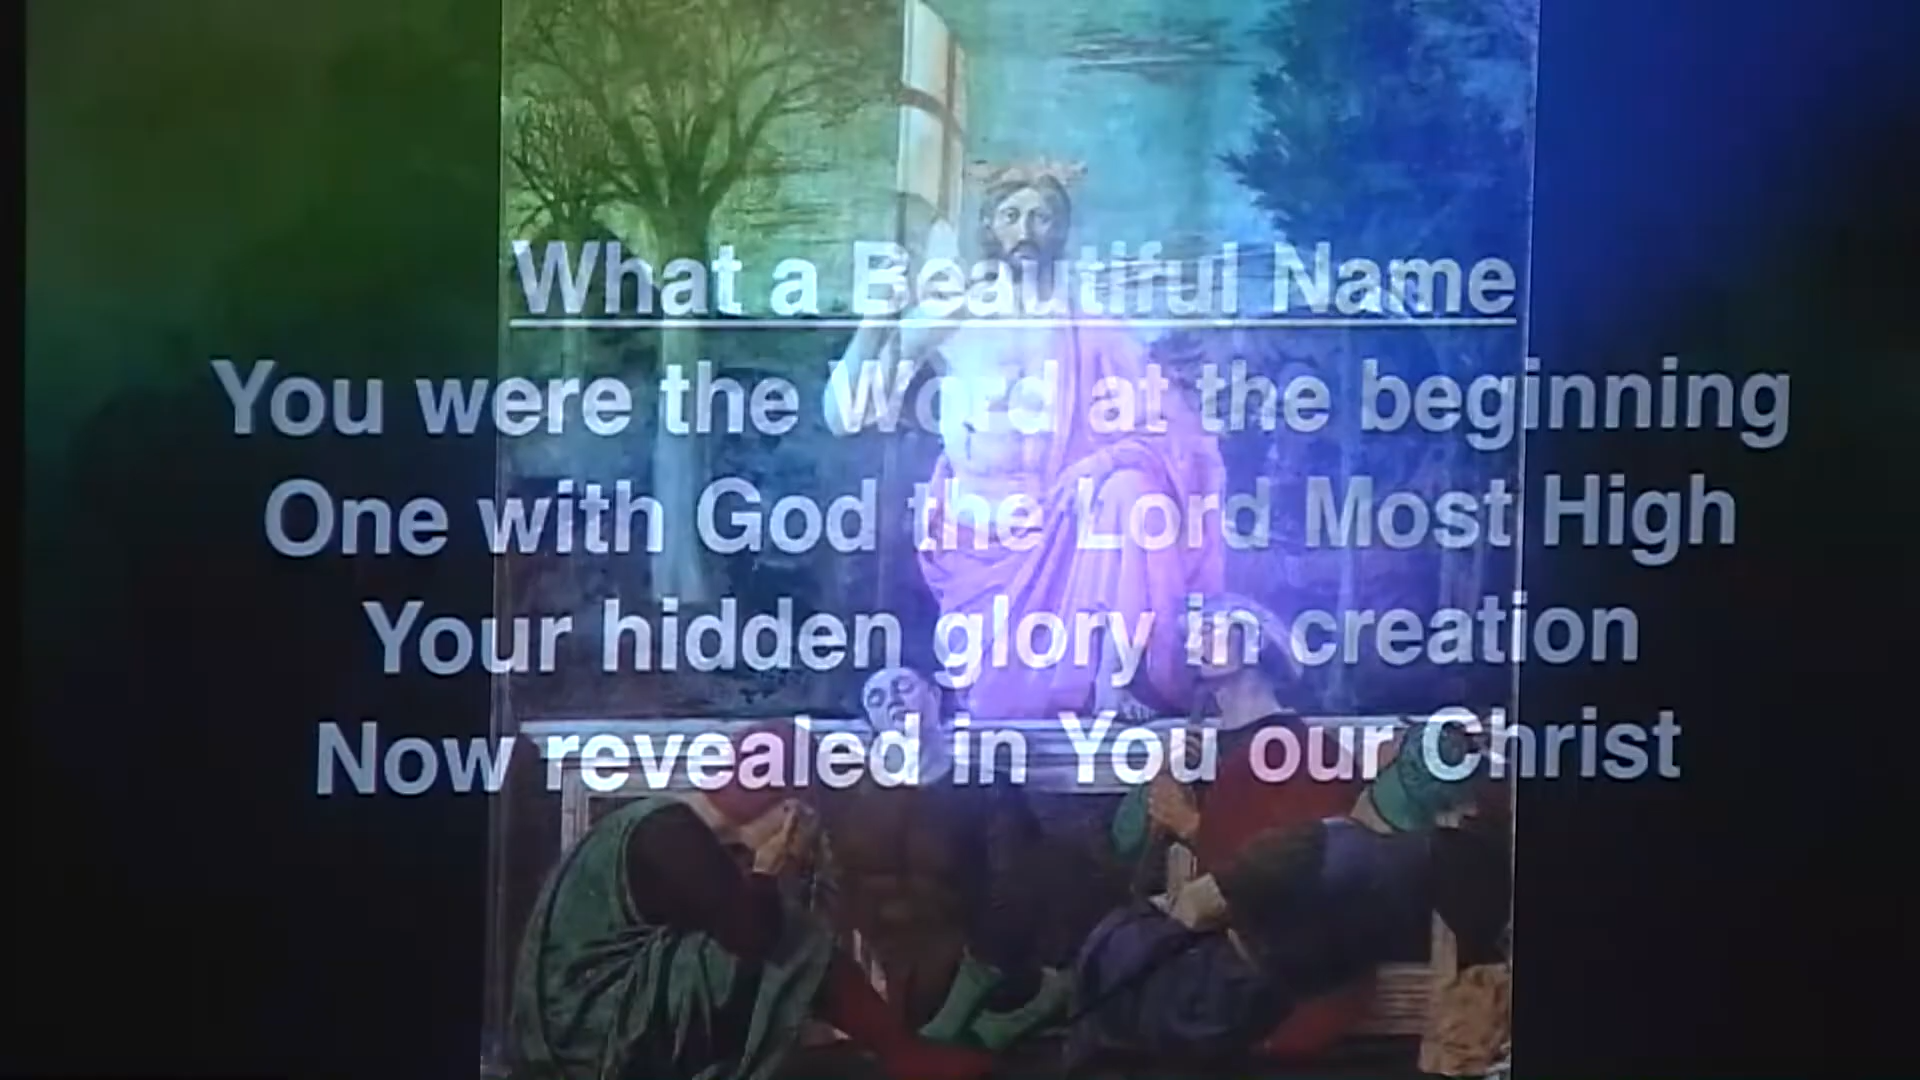 What a Beautiful Name
You were the Word at the beginning
One with God the Lord Most High
Your hidden glory in creation
Now revealed in You our Christ